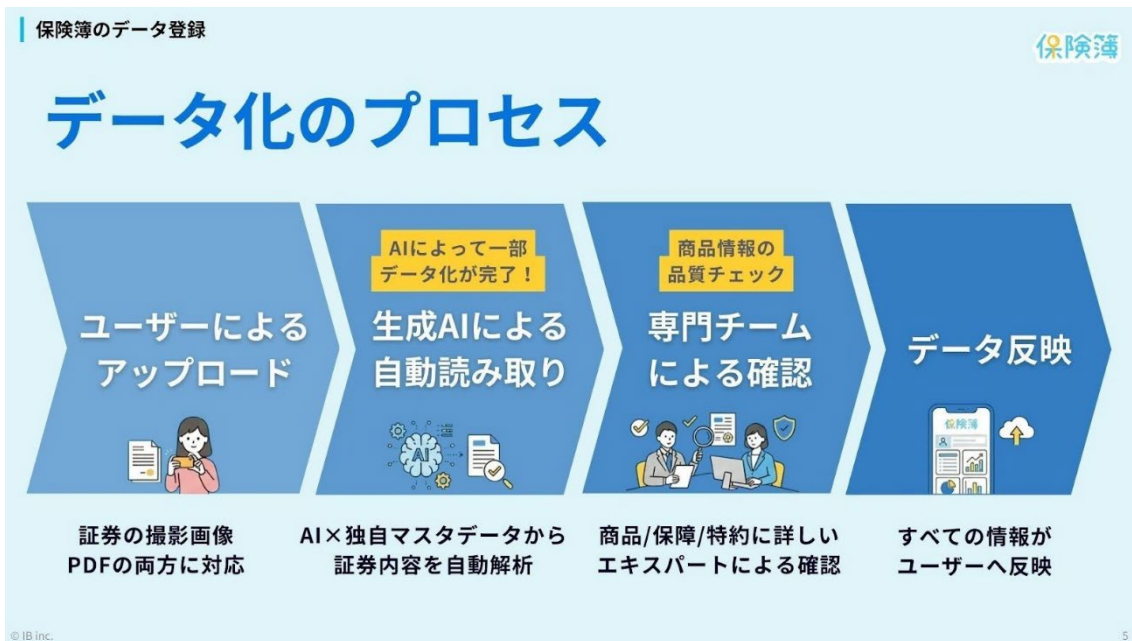 保険簿のデータ登録
保険簿
データ化のプロセス
ユーザーによる
アップロード
AIによって一部
データ化が完了！
生成AIによる
自動読み取り
AI
商品情報の
品質チェック
専門チーム
による確認
データ反映
保険簿
証券の撮影画像
PDFの両方に対応
AI×独自マスタデータから
証券内容を自動解析
商品/保障/特約に詳しい
エキスパートによる確認
すべての情報が
ユーザーへ反映
© IB inc.
5